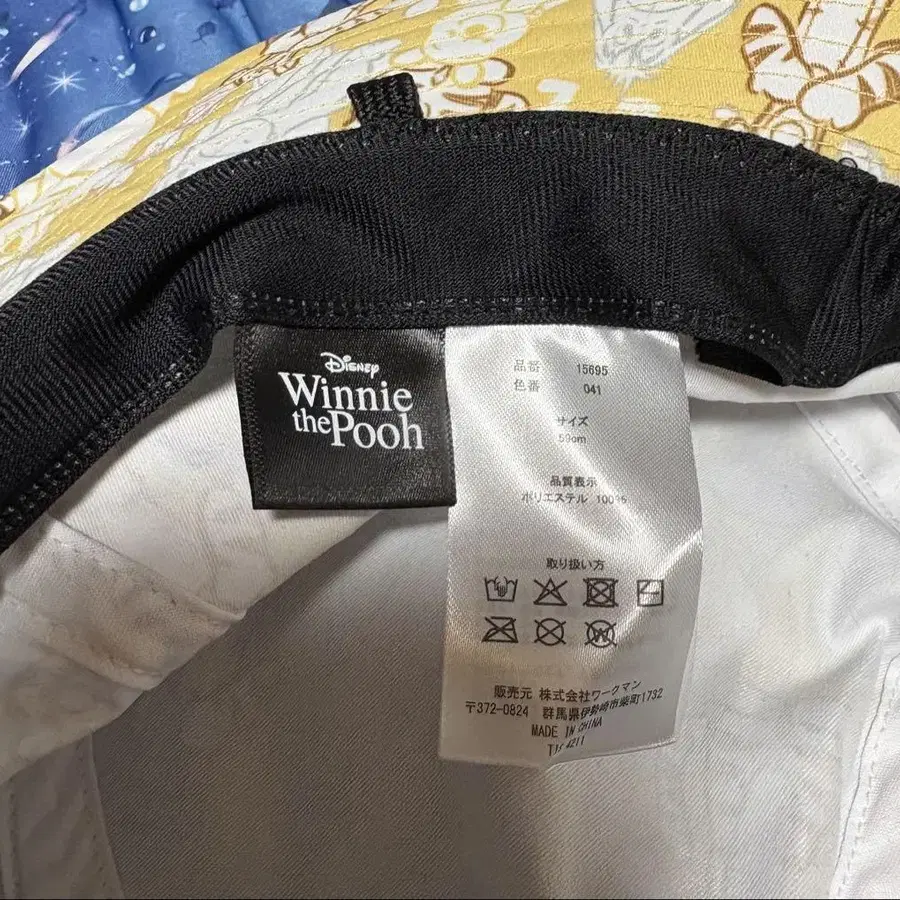 Disney
Winnie
the Pooh
品番 15695
色番 041
サイズ
59cm
品質表示
ポリエステル 100%
取り扱い方
販売元 株式会社ワークマン
〒372-0824 群馬県伊勢崎市柴町1732
MADE IN CHINA